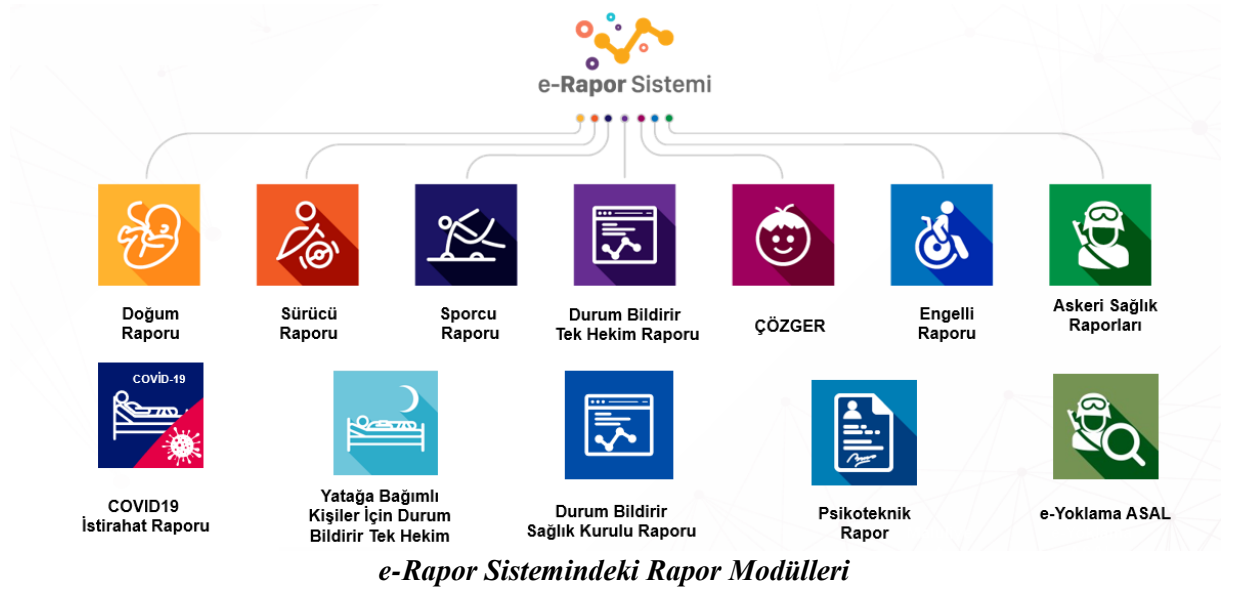 e-Rapor Sistemi
Doğum
Raporu
Sürücü
Raporu
Sporcu
Raporu
Durum Bildirir
Tek Hekim Raporu
ÇÖZGER
Engelli
Raporu
Askeri Sağlık
Raporları
COVİD-19
COVID19
İstirahat Raporu
Yatağa Bağımlı
Kişiler İçin Durum
Bildirir Tek Hekim
Durum Bildirir
Sağlık Kurulu Raporu
Psikoteknik
Rapor
e-Yoklama ASAL
e-Rapor Sistemindeki Rapor Modülleri